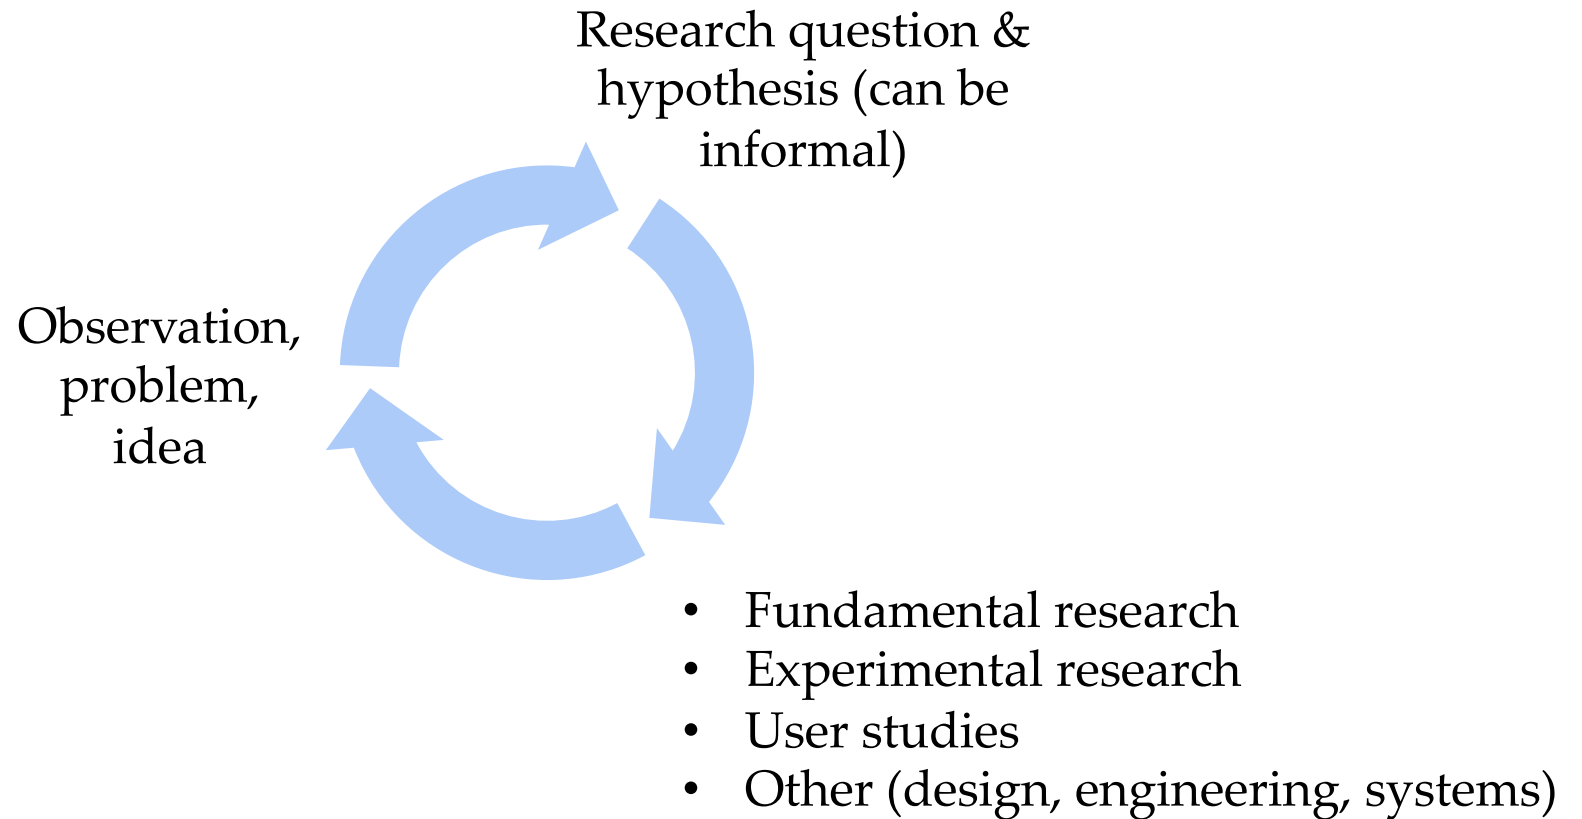 Research question &
hypothesis (can be
informal)
Observation,
problem,
idea
• Fundamental research
• Experimental research
• User studies
• Other (design, engineering, systems)